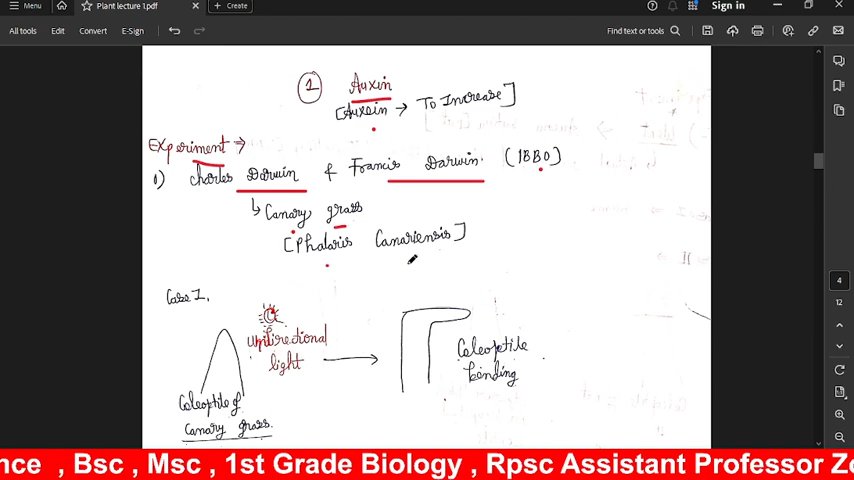 Menu
Plant lecture 1.pdf
Create
Sign in
All tools
Edit
Convert
E-Sign
Find text or tools
1 Auxin
[Auxein → To Increase]
Experiment →
1) Charles Darwin & Francis Darwin. (1880)
↳ Canary grass
[Phalaris Canariensis]
Case I.
Unidirectional
light
Coleoptile
bending
Coleoptile of
Canary grass.
4
12
nce , Bsc , Msc , 1st Grade Biology , Rpsc Assistant Professor Zo